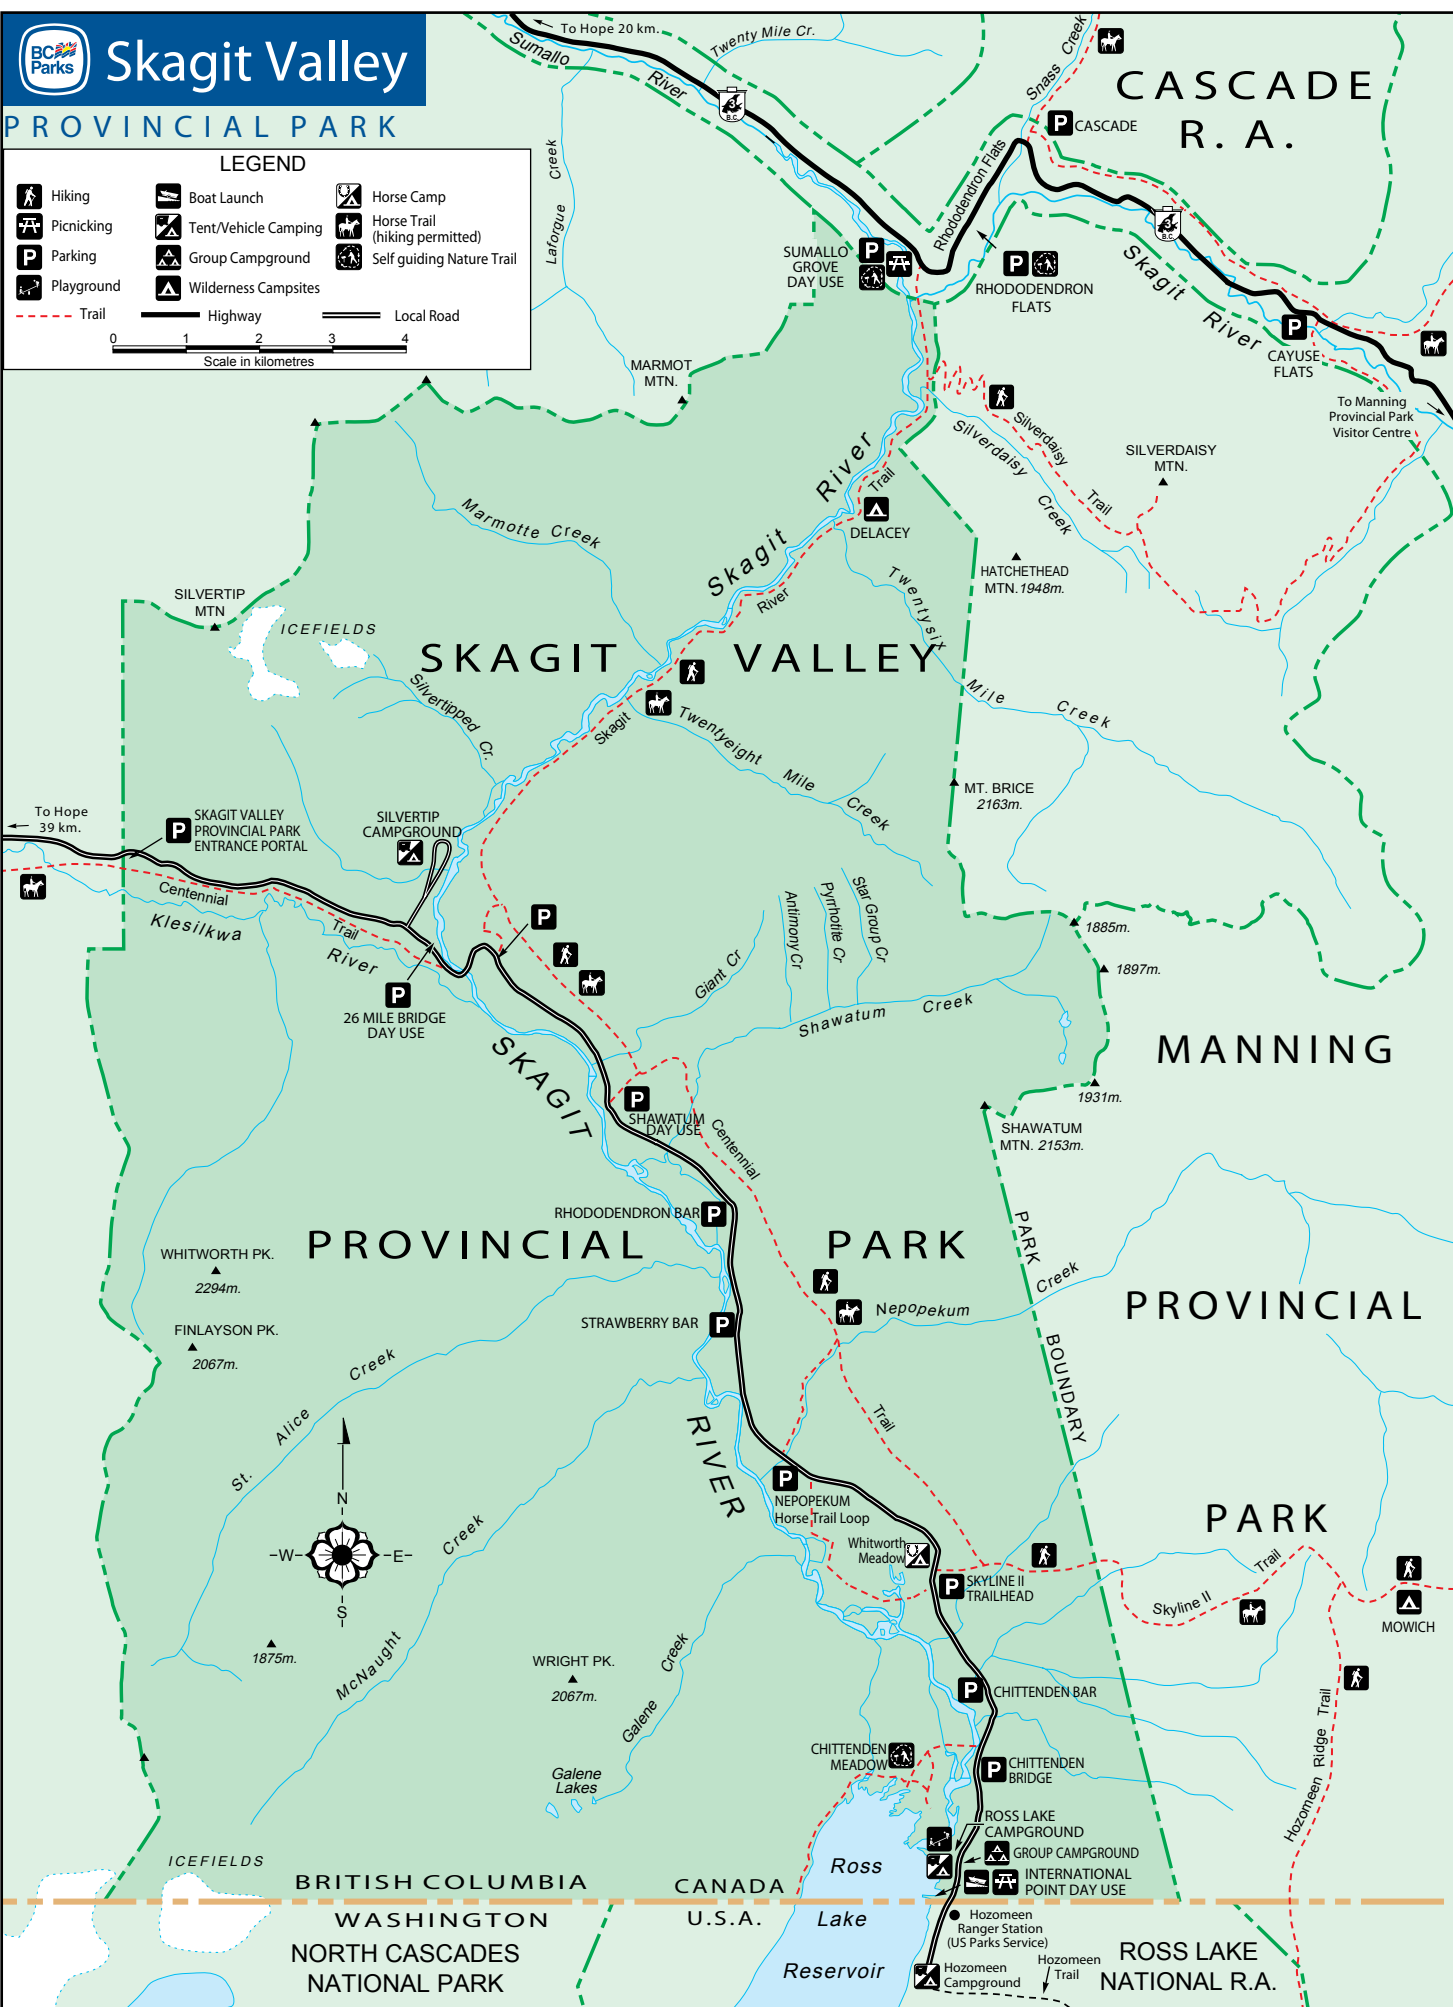 BC
Parks
Skagit Valley
PROVINCIAL PARK
LEGEND
Hiking
Picnicking
Parking
Playground
Boat Launch
Tent/Vehicle Camping
Group Campground
Wilderness Campsites
Horse Camp
Horse Trail
(hiking permitted)
Self guiding Nature Trail
Trail
Highway
Local Road
0 1 2 3 4
Scale in kilometres
To Hope 20 km.
Sumallo
River
Twenty Mile Cr.
3
B.C.
Snass Creek
CASCADE
R. A.
P CASCADE
Laforgue Creek
Rhododendron Flats
SUMALLO
GROVE
DAY USE
P
P
RHODODENDRON
FLATS
3
B.C.
Skagit
River
P
CAYUSE
FLATS
To Manning
Provincial Park
Visitor Centre
MARMOT
MTN.
Silverdaisy
Trail
Silverdaisy
Creek
SILVERDAISY
MTN.
Skagit River
Trail
DELACEY
Marmotte Creek
River
HATCHETHEAD
MTN. 1948m.
Twentysix
Mile
Creek
SILVERTIP
MTN
ICEFIELDS
SKAGIT VALLEY
Silvertipped Cr.
Skagit
Twentyeight
Mile
Creek
MT. BRICE
2163m.
To Hope
39 km.
P
SKAGIT VALLEY
PROVINCIAL PARK
ENTRANCE PORTAL
SILVERTIP
CAMPGROUND
Centennial
Trail
Klesilkwa
River
P
P
26 MILE BRIDGE
DAY USE
Giant Cr
Antimony Cr
Pyrrhotite Cr
Star Group Cr
Shawatum Creek
1885m.
1897m.
1931m.
MANNING
SKAGIT
P
SHAWATUM
DAY USE
Centennial
SHAWATUM
MTN. 2153m.
RHODODENDRON BAR P
PROVINCIAL PARK
PARK
BOUNDARY
WHITWORTH PK.
2294m.
FINLAYSON PK.
2067m.
Nepopekum
Creek
PROVINCIAL
STRAWBERRY BAR P
St. Alice Creek
RIVER
Trail
P
NEPOPEKUM
Horse Trail Loop
PARK
N
W E
S
Creek
McNaught
Whitworth
Meadow
P
SKYLINE II
TRAILHEAD
Skyline II
Trail
MOWICH
1875m.
WRIGHT PK.
2067m.
Galene Creek
P CHITTENDEN BAR
Hozomeen Ridge Trail
CHITTENDEN
MEADOW
P
CHITTENDEN
BRIDGE
Galene
Lakes
ROSS LAKE
CAMPGROUND
GROUP CAMPGROUND
INTERNATIONAL
POINT DAY USE
ICEFIELDS
BRITISH COLUMBIA
CANADA
Ross
Lake
Reservoir
WASHINGTON
U.S.A.
NORTH CASCADES
NATIONAL PARK
Hozomeen
Ranger Station
(US Parks Service)
Hozomeen
Campground
Hozomeen
Trail
ROSS LAKE
NATIONAL R.A.